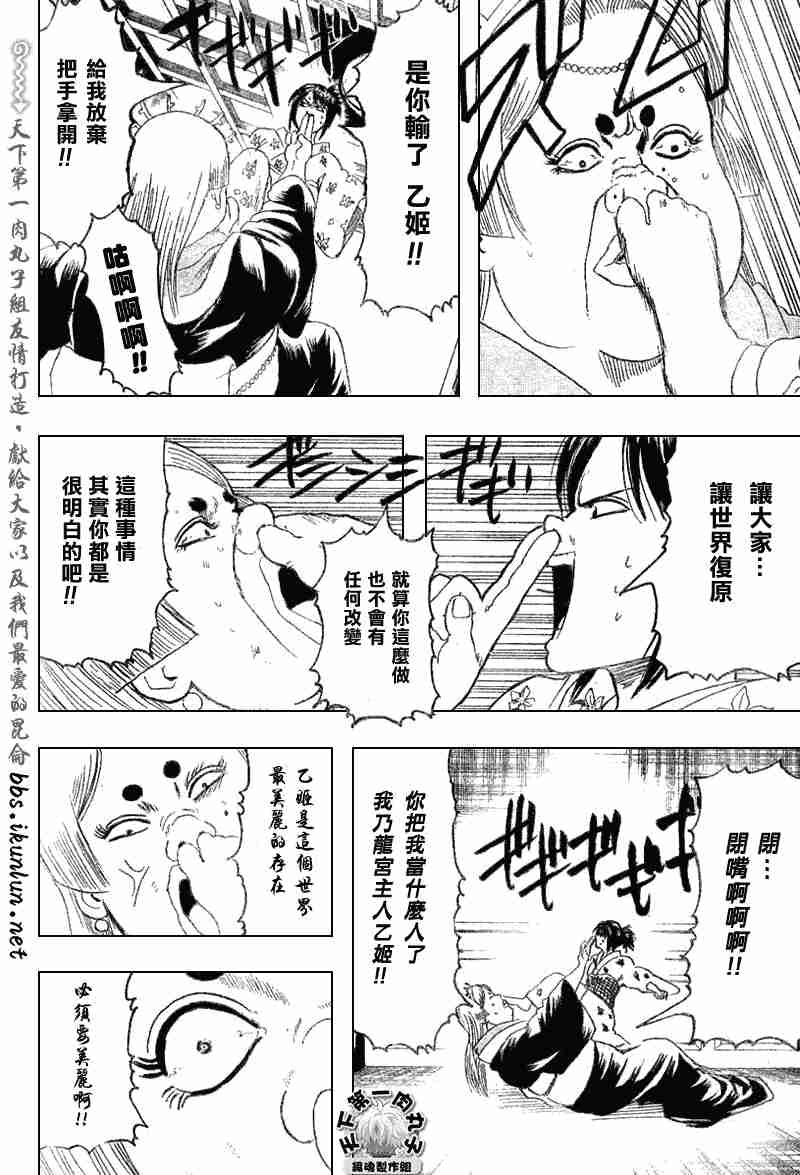 是你輸了 乙姬!!
給我放棄
把手拿開!!
咕啊啊啊!!
讓大家…
讓世界復原
就算你這麼做
也不會有
任何改變
這種事情
其實你都是
很明白的吧!!
閉…
閉嘴啊啊啊!!
你把我當什麼人了
我乃龍宮主人乙姬!!
乙姬是這個世界
最美麗的存在
必須要美麗啊!!
天下第一肉丸子組友情打造，獻給大家以及我們最愛的昆侖 bbs.ikunlun.net
天下第一肉丸子